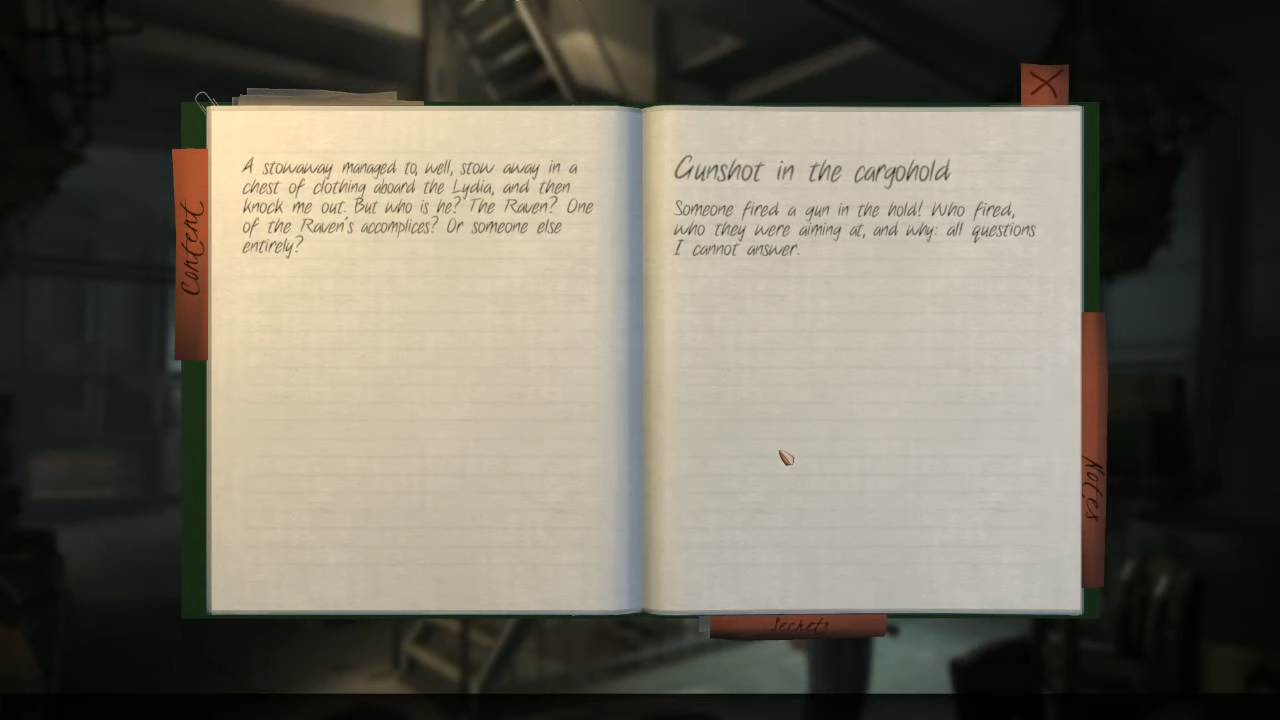 A stowaway managed to, well, stow away in a
chest of clothing aboard the Lydia, and then
knock me out. But who is he? The Raven? One
of the Raven's accomplices? Or someone else
entirely?
Gunshot in the cargohold
Someone fired a gun in the hold! Who fired,
who they were aiming at, and why: all questions
I cannot answer.
Content
Notes
Secrets
X